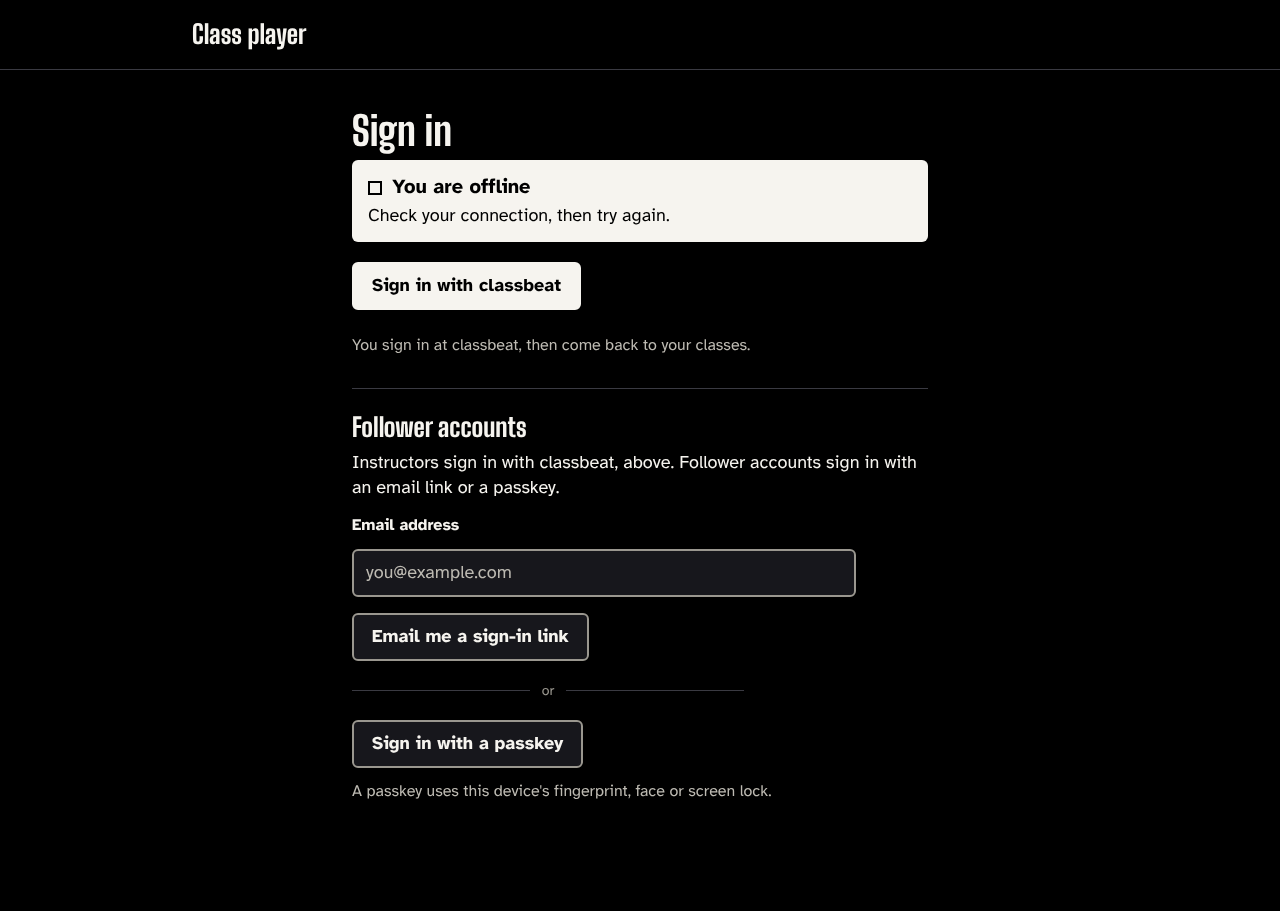 Class player
Sign in
You are offline
Check your connection, then try again.
Sign in with classbeat
You sign in at classbeat, then come back to your classes.
Follower accounts
Instructors sign in with classbeat, above. Follower accounts sign in with
an email link or a passkey.
Email address
you@example.com
Email me a sign-in link
or
Sign in with a passkey
A passkey uses this device's fingerprint, face or screen lock.